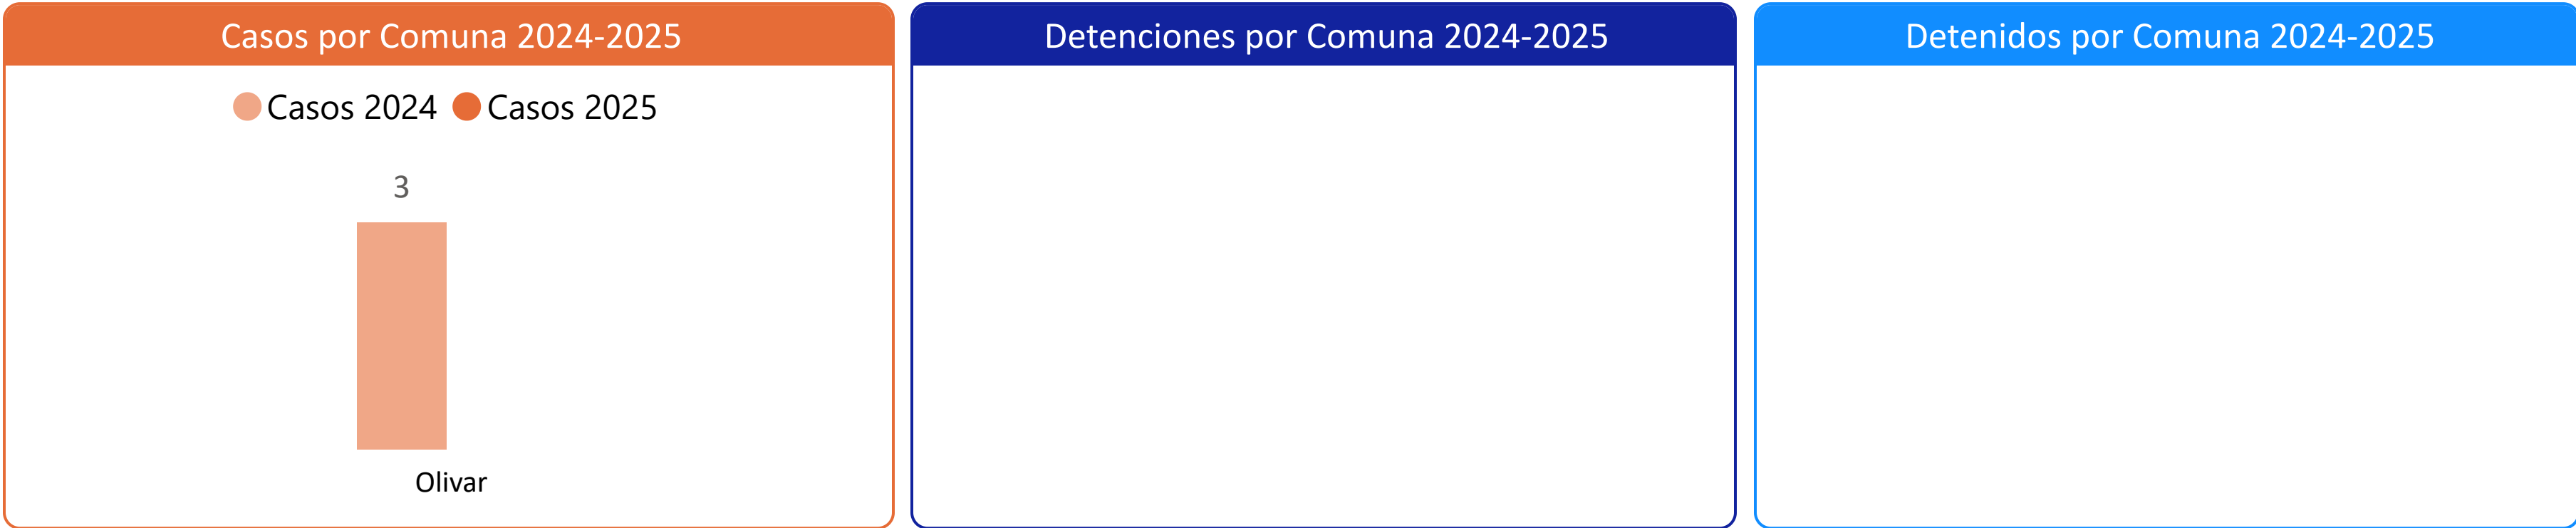 Casos por Comuna 2024-2025
Casos 2024 Casos 2025
3
Olivar
Detenciones por Comuna 2024-2025
Detenidos por Comuna 2024-2025